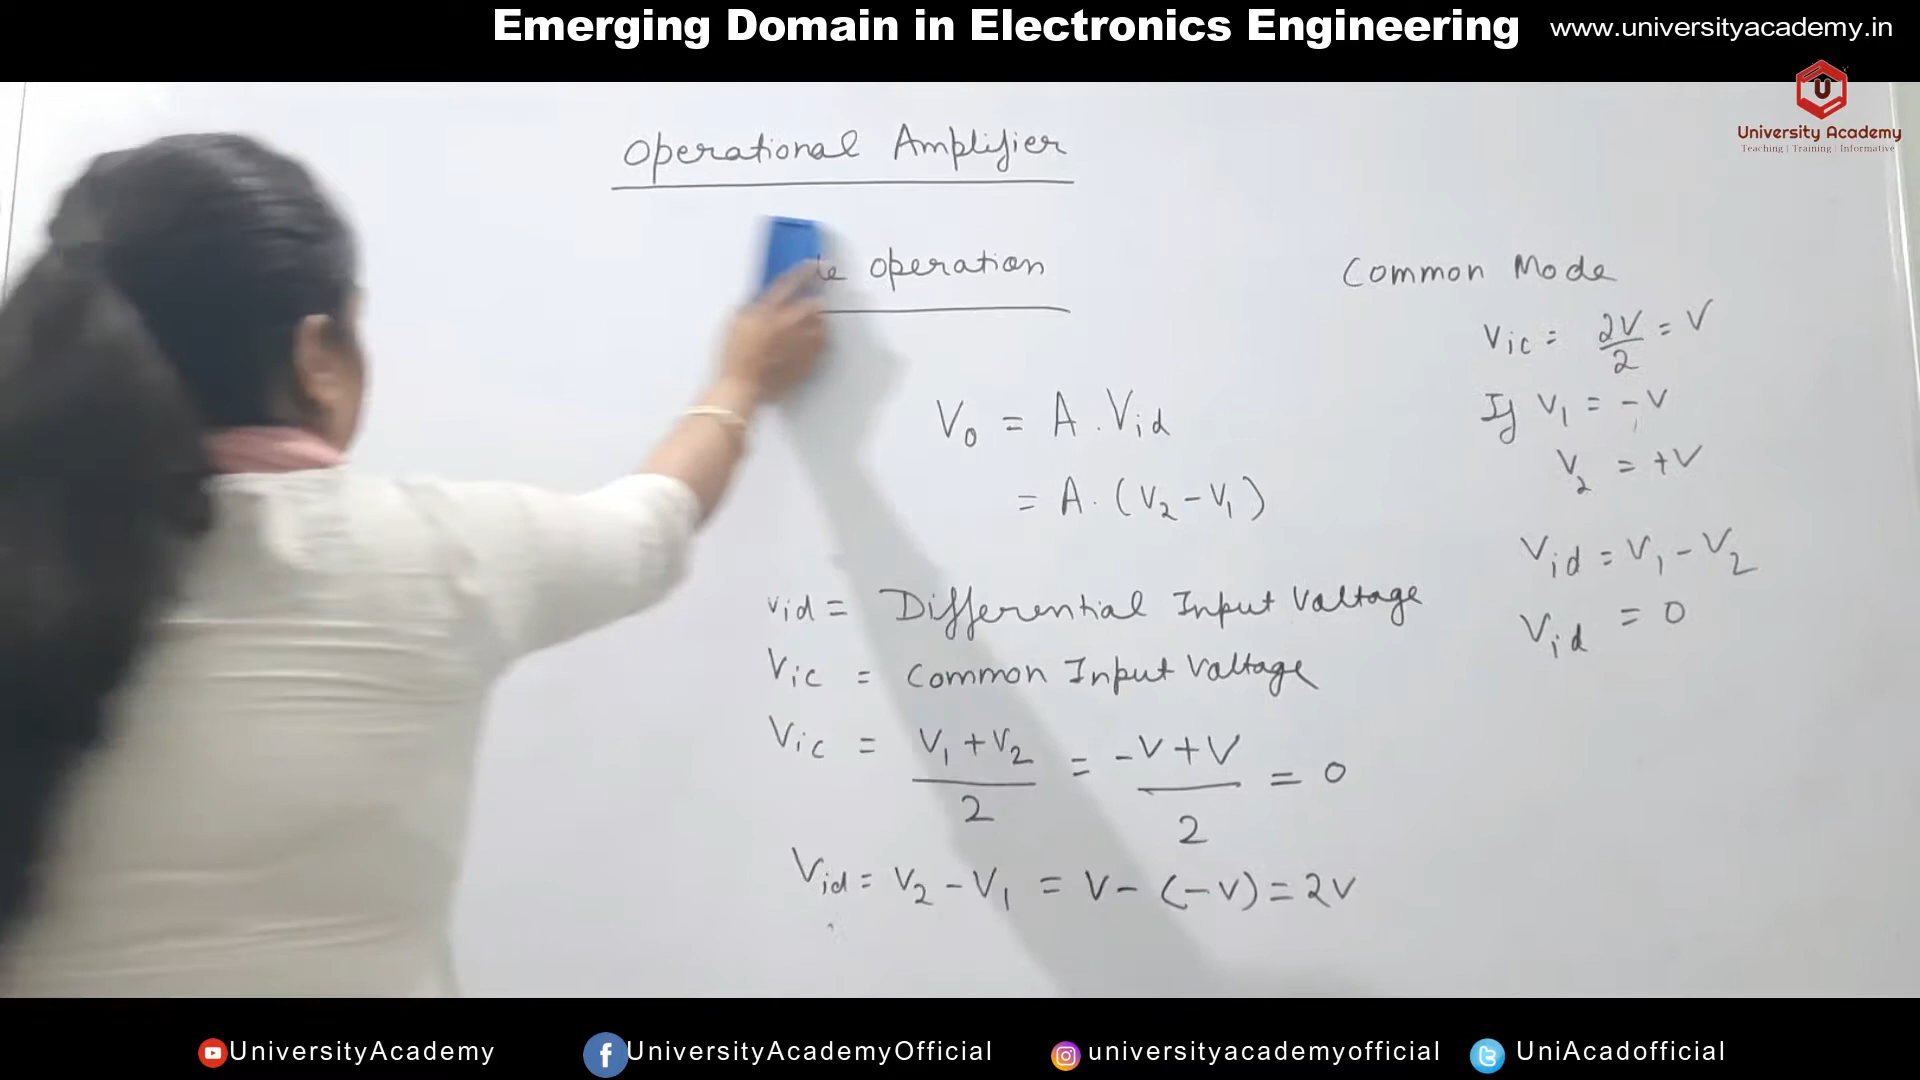 Emerging Domain in Electronics Engineering
www.universityacademy.in
U
University Academy
Teaching | Training | Informative
Operational Amplifier
operation
V₀ = A . Vid
= A . (V₂ - V₁)
Vid = Differential Input Voltage
Vic = Common Input Voltage
Vic = (V₁ + V₂)/2 = (-V + V)/2 = 0
Vid = V₂ - V₁ = V - (-V) = 2V
Common Mode
Vic = 2V/2 = V
If V₁ = -V
V₂ = +V
Vid = V₁ - V₂
Vid = 0
UniversityAcademy
UniversityAcademyOfficial
universityacademyofficial
UniAcadofficial